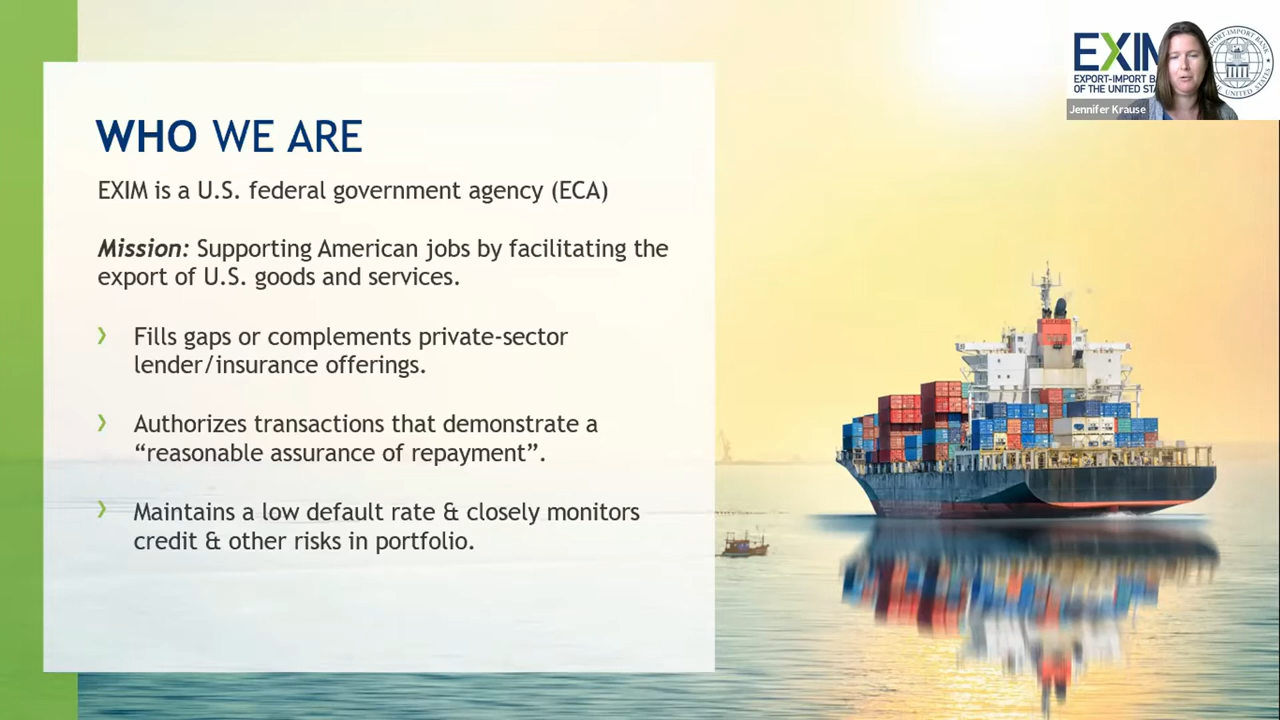 WHO WE ARE
EXIM is a U.S. federal government agency (ECA)
Mission: Supporting American jobs by facilitating the
export of U.S. goods and services.
Fills gaps or complements private-sector
lender/insurance offerings.
Authorizes transactions that demonstrate a
“reasonable assurance of repayment”.
Maintains a low default rate & closely monitors
credit & other risks in portfolio.
EXIM
EXPORT-IMPORT
OF THE UNITED
Jennifer Krause